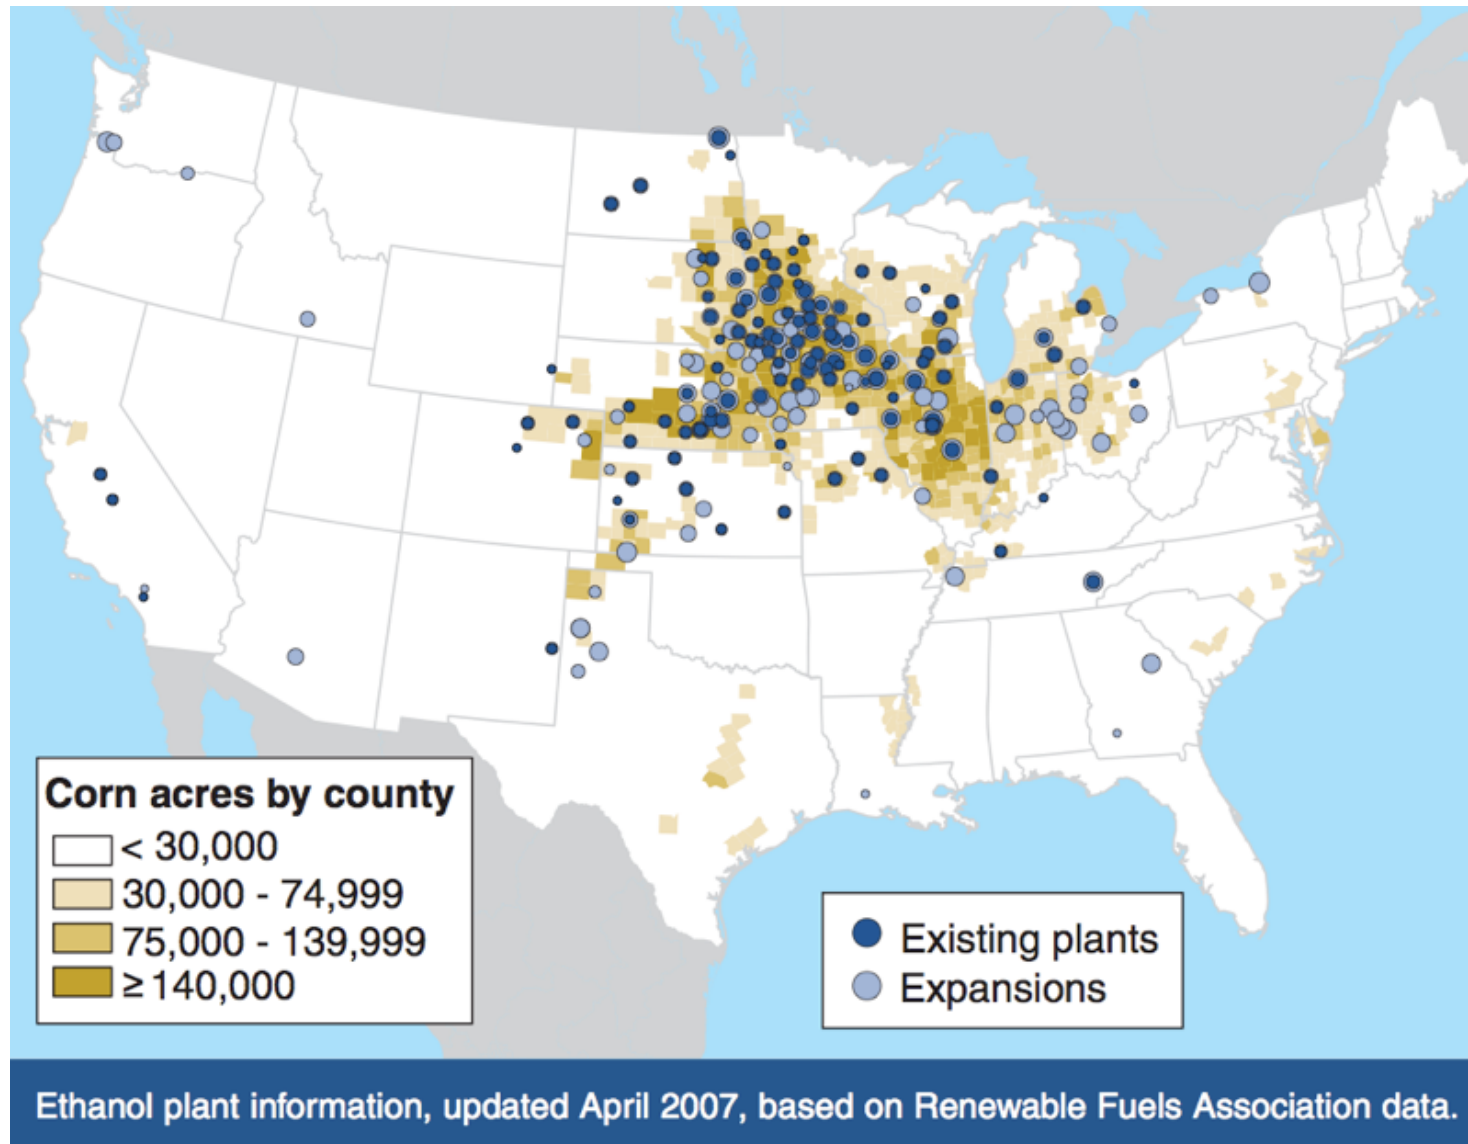 Corn acres by county
< 30,000
30,000 - 74,999
75,000 - 139,999
≥ 140,000
Existing plants
Expansions
Ethanol plant information, updated April 2007, based on Renewable Fuels Association data.